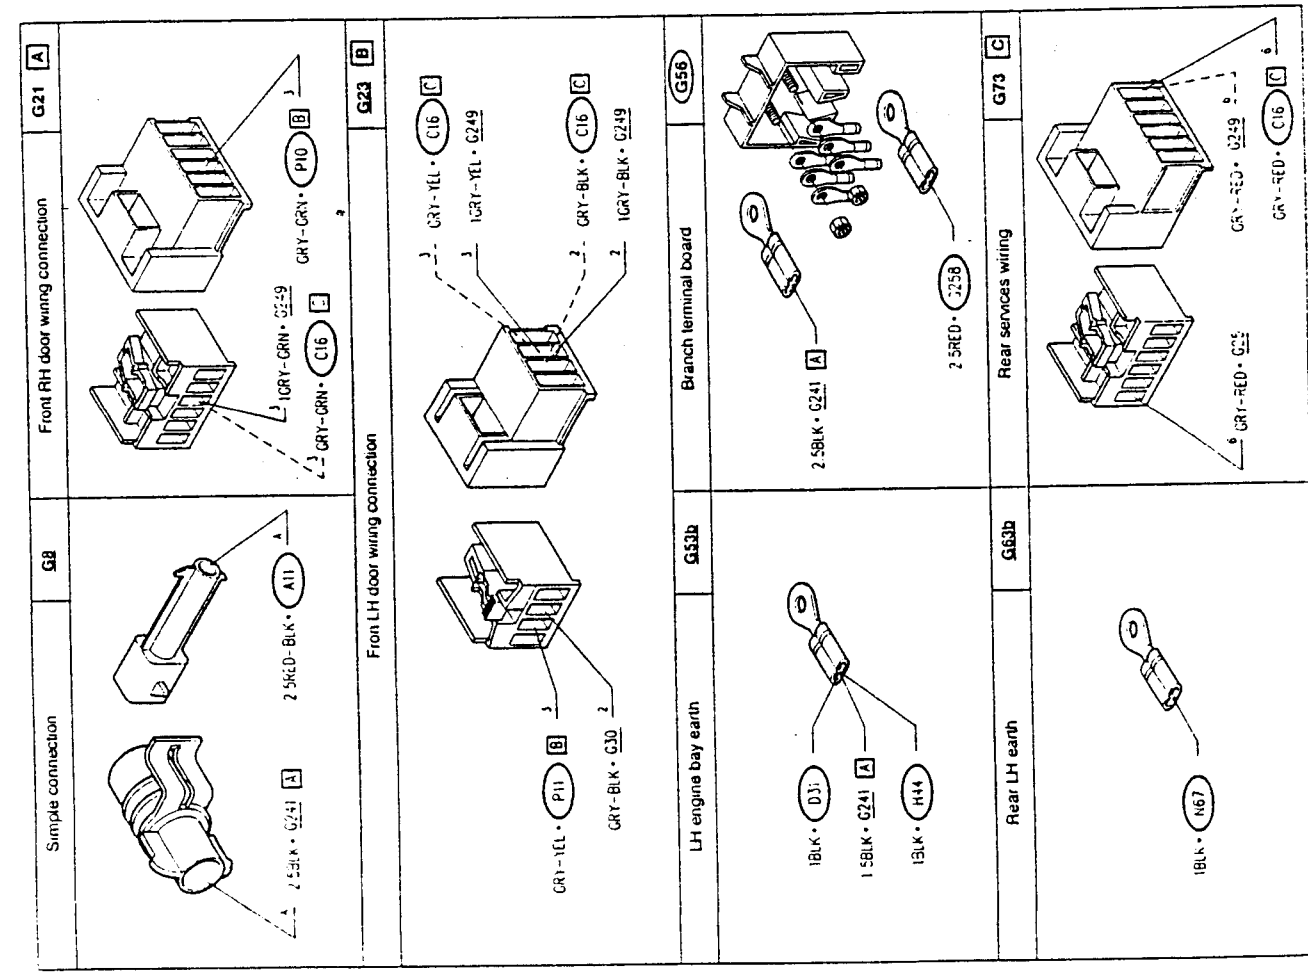 Simple connection
G8
2.5BLK • G241 A
A
2.5RED-BLK • A11
A
Front RH door wiring connection
G21 A
3 1GRY-GRN • G249
3 GRY-GRN • C16
GRY-GRN • P10 B
3
Front LH door wiring connection
G23 B
GRY-YEL • P11 B
3
GRY-BLK • G30
2
3
GRY-YEL • C16 C
3
1GRY-YEL • G249
2
GRY-BLK • C16 C
2
1GRY-BLK • G249
LH engine bay earth
G53b
1BLK • D31
1.5BLK • G241 A
1BLK • H44
Branch terminal board
G56
2.5BLK • G241 A
2.5RED • G258
Rear LH earth
G63b
1BLK • N67
Rear services wiring
G73 C
6 GRY-RED
GRY-RED • G249
6
GRY-RED • C16 C
6